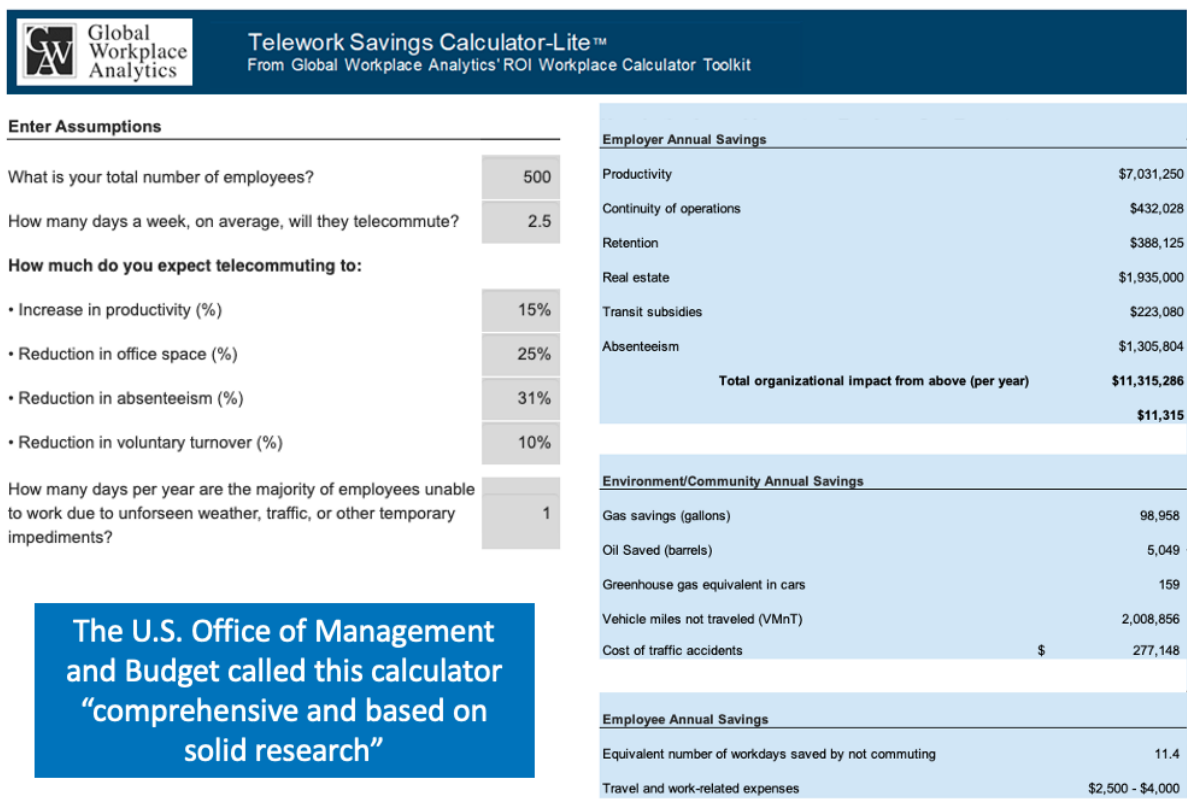 GWA
Global
Workplace
Analytics
Telework Savings Calculator-Lite™
From Global Workplace Analytics' ROI Workplace Calculator Toolkit
Enter Assumptions
What is your total number of employees? 500
How many days a week, on average, will they telecommute? 2.5
How much do you expect telecommuting to:
• Increase in productivity (%) 15%
• Reduction in office space (%) 25%
• Reduction in absenteeism (%) 31%
• Reduction in voluntary turnover (%) 10%
How many days per year are the majority of employees unable
to work due to unforseen weather, traffic, or other temporary 1
impediments?
The U.S. Office of Management
and Budget called this calculator
“comprehensive and based on
solid research”
Employer Annual Savings
Productivity $7,031,250
Continuity of operations $432,028
Retention $388,125
Real estate $1,935,000
Transit subsidies $223,080
Absenteeism $1,305,804
Total organizational impact from above (per year) $11,315,286
$11,315
Environment/Community Annual Savings
Gas savings (gallons) 98,958
Oil Saved (barrels) 5,049
Greenhouse gas equivalent in cars 159
Vehicle miles not traveled (VMnT) 2,008,856
Cost of traffic accidents $ 277,148
Employee Annual Savings
Equivalent number of workdays saved by not commuting 11.4
Travel and work-related expenses $2,500 - $4,000